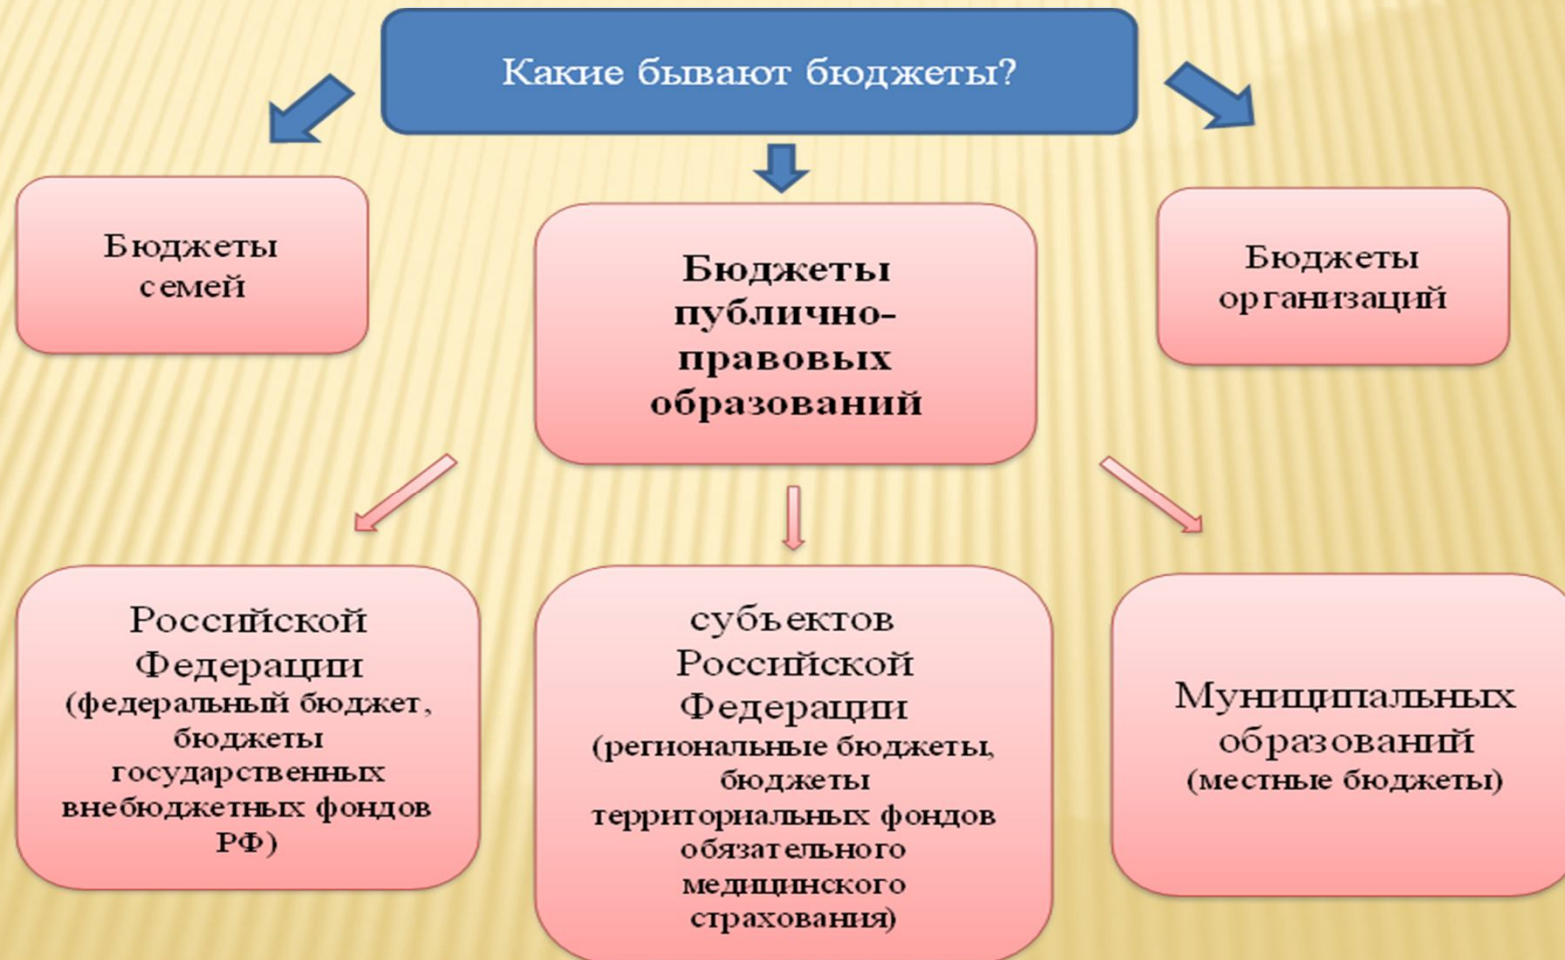 Какие бывают бюджеты?
Бюджеты
семей
Бюджеты
публично-
правовых
образований
Бюджеты
организаций
Российской
Федерации
(федеральный бюджет,
бюджеты
государственных
внебюджетных фондов
РФ)
субъектов
Российской
Федерации
(региональные бюджеты,
бюджеты
территориальных фондов
обязательного
медицинского
страхования)
Муниципальных
образований
(местные бюджеты)